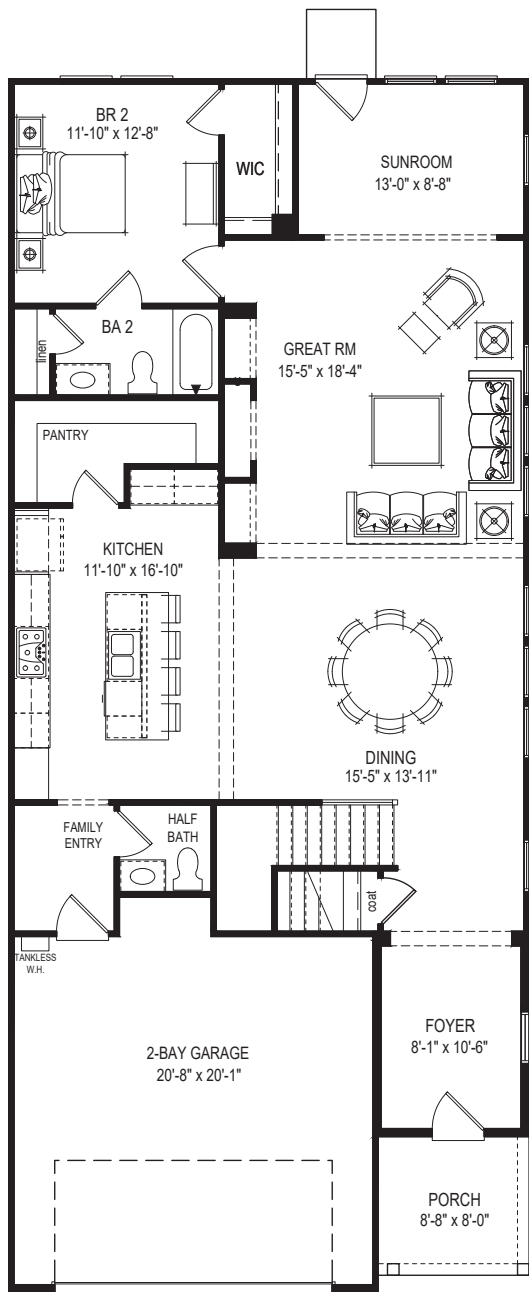 BR 2
11'-10" x 12'-8"
WIC
SUNROOM
13'-0" x 8'-8"
BA 2
linen
GREAT RM
15'-5" x 18'-4"
PANTRY
KITCHEN
11'-10" x 16'-10"
DINING
15'-5" x 13'-11"
FAMILY
ENTRY
HALF
BATH
coat
TANKLESS
W.H.
2-BAY GARAGE
20'-8" x 20'-1"
FOYER
8'-1" x 10'-6"
PORCH
8'-8" x 8'-0"